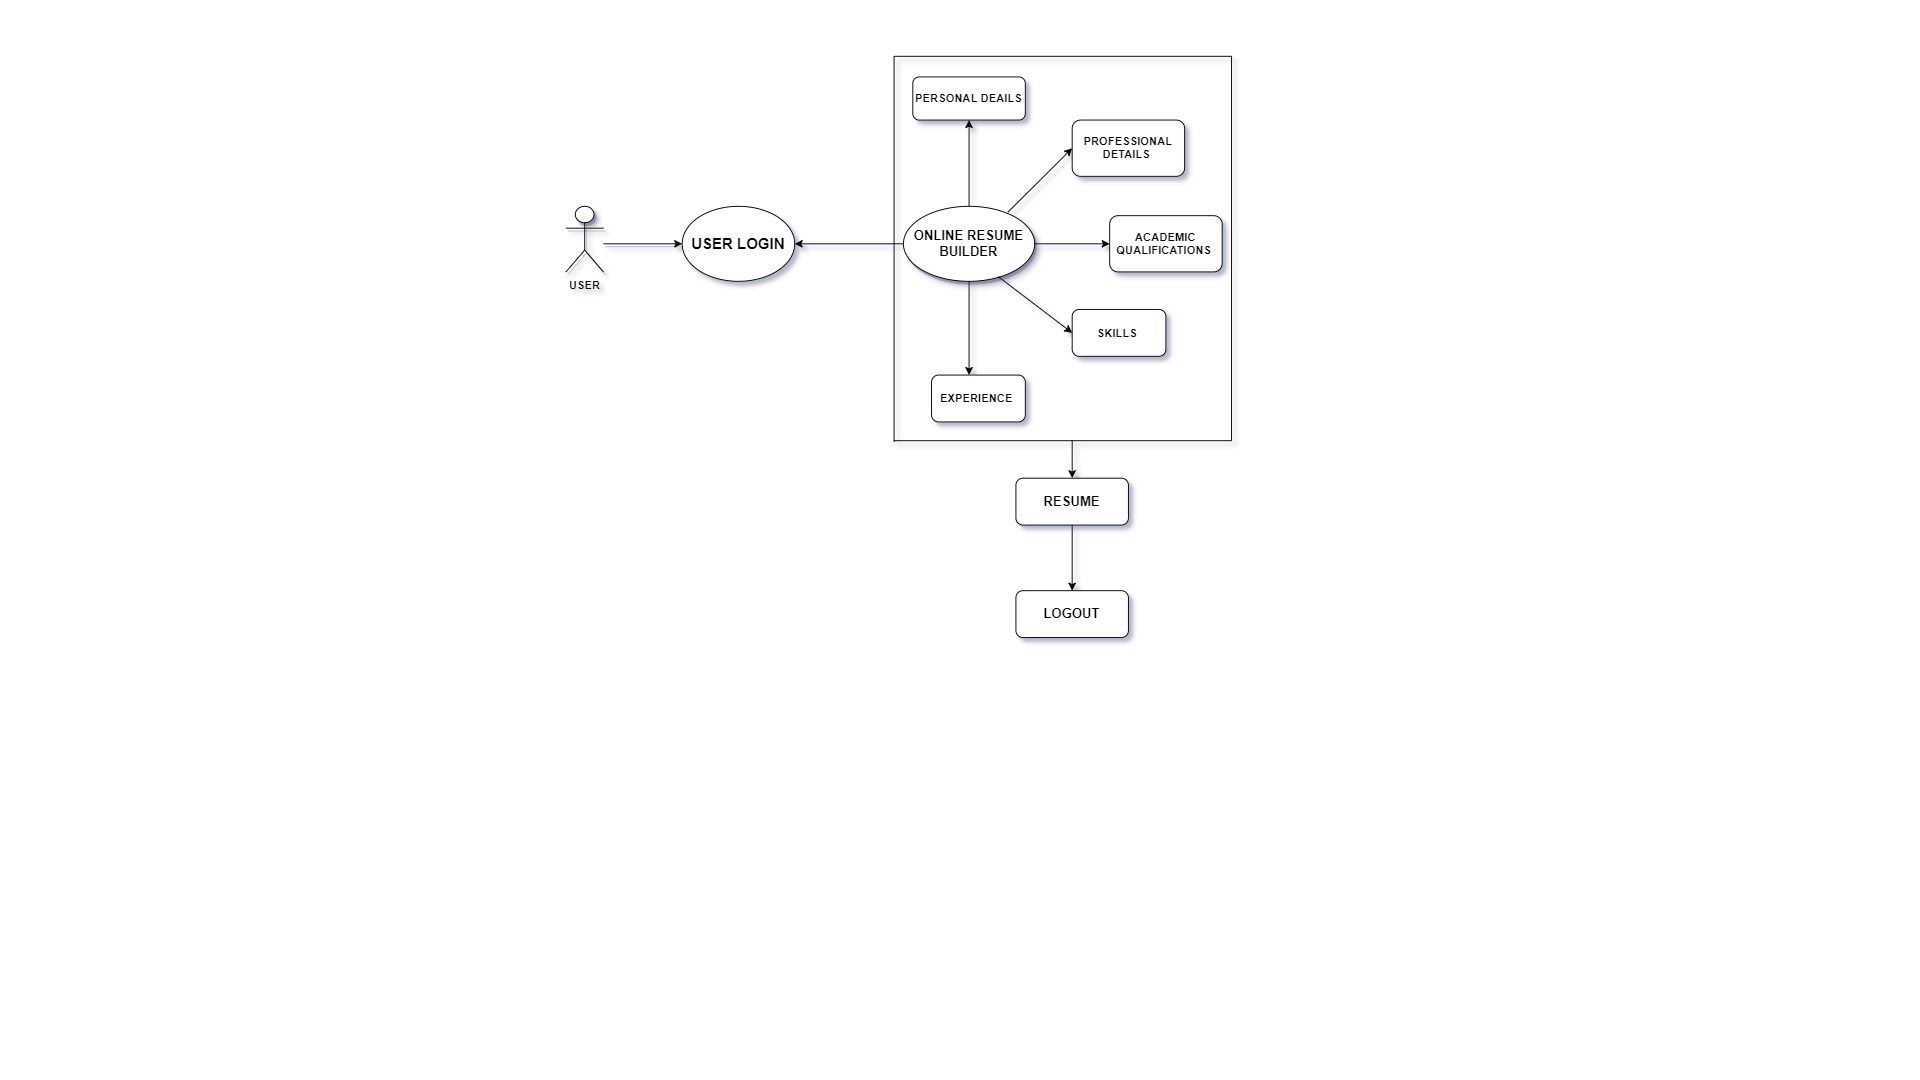 PERSONAL DEAILS
PROFESSIONAL
DETAILS
USER
USER LOGIN
ONLINE RESUME
BUILDER
ACADEMIC
QUALIFICATIONS
SKILLS
EXPERIENCE
RESUME
LOGOUT